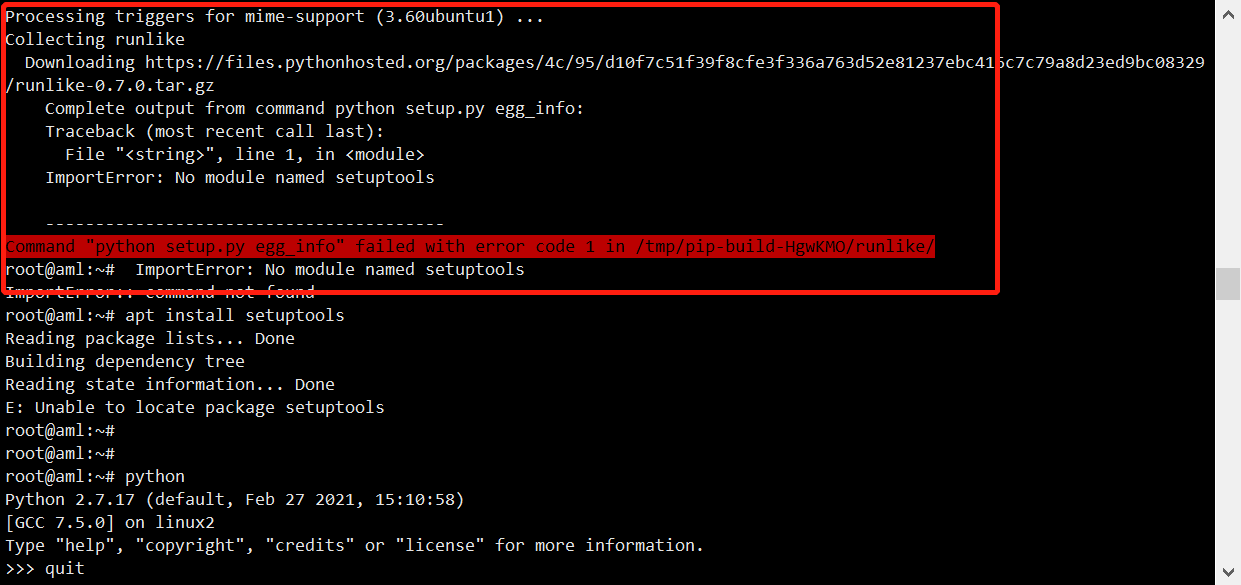 Processing triggers for mime-support (3.60ubuntu1) ...
Collecting runlike
  Downloading https://files.pythonhosted.org/packages/4c/95/d10f7c51f39f8cfe3f336a763d52e81237ebc416c7c79a8d23ed9bc08329
/runlike-0.7.0.tar.gz
    Complete output from command python setup.py egg_info:
    Traceback (most recent call last):
      File "<string>", line 1, in <module>
    ImportError: No module named setuptools
    ----------------------------------------
Command "python setup.py egg_info" failed with error code 1 in /tmp/pip-build-HgwKMO/runlike/
root@aml:~#  ImportError: No module named setuptools
ImportError:: command not found
root@aml:~# apt install setuptools
Reading package lists... Done
Building dependency tree
Reading state information... Done
E: Unable to locate package setuptools
root@aml:~#
root@aml:~#
root@aml:~# python
Python 2.7.17 (default, Feb 27 2021, 15:10:58)
[GCC 7.5.0] on linux2
Type "help", "copyright", "credits" or "license" for more information.
>>> quit